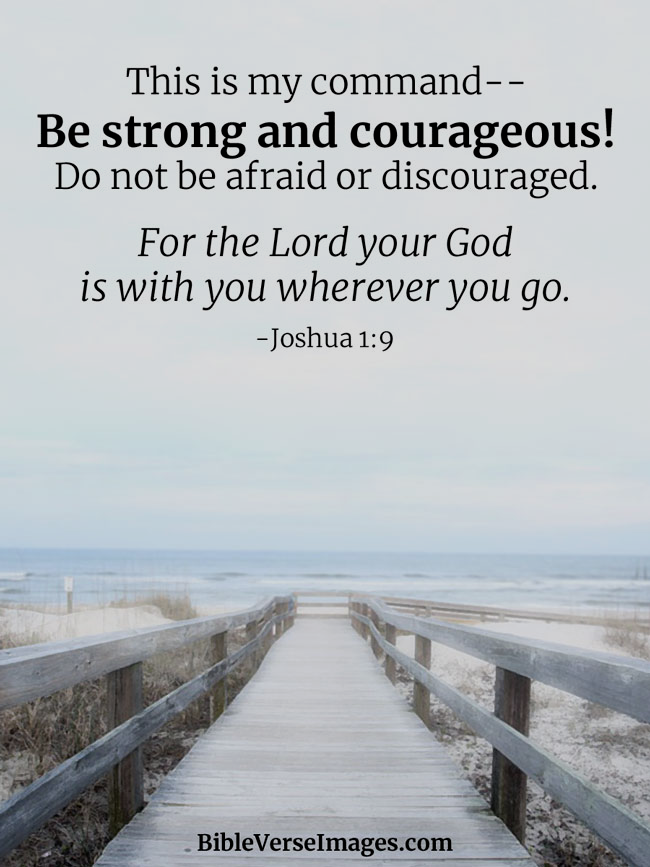 This is my command--
Be strong and courageous!
Do not be afraid or discouraged.
For the Lord your God
is with you wherever you go.
-Joshua 1:9
BibleVerseImages.com